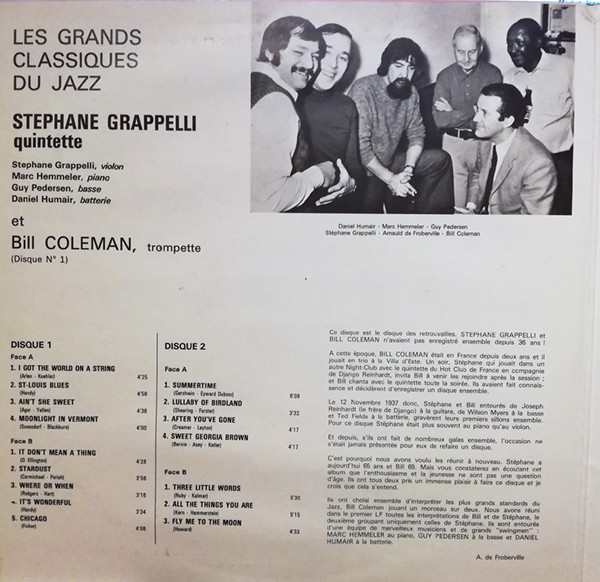 LES GRANDS
CLASSIQUES
DU JAZZ
STEPHANE GRAPPELLI
quintette
Stephane Grappelli, violon
Marc Hemmeler, piano
Guy Pedersen, basse
Daniel Humair, batterie
et
Bill COLEMAN, trompette
(Disque N° 1)
Daniel Humair - Marc Hemmeler - Guy Pedersen
Stéphane Grappelli - Arnauld de Froberville - Bill Coleman
DISQUE 1
Face A
1. I GOT THE WORLD ON A STRING
(Arlen - Koehler) 4'25
2. ST-LOUIS BLUES
(Handy) 4'56
3. AIN'T SHE SWEET
(Ager - Yellen) 4'38
4. MOONLIGHT IN VERMONT
(Suessdorf - Blackburn) 4'00
Face B
1. IT DON'T MEAN A THING
(D. Ellington) 4'28
2. STARDUST
(Carmichael - Parish) 3'56
3. WHERE OR WHEN
(Rodgers - Hart) 3'16
IT'S WONDERFUL
(Handy) 3'34
5. CHICAGO
(Fisher) 4'08
DISQUE 2
Face A
1. SUMMERTIME
(Gershwin - Eyward Dubosa) 6'08
2. LULLABY OF BIRDLAND
(Shearing - Forster) 3'32
3. AFTER YOU'VE GONE
(Creamer - Layton) 4'17
4. SWEET GEORGIA BROWN
(Bernie - Assy - Keller) 4'17
Face B
1. THREE LITTLE WORDS
(Ruby - Kalmar) 5'30
2. ALL THE THINGS YOU ARE
(Kern - Hammerstein) 5'15
3. FLY ME TO THE MOON
(Howard) 4'33
Ce disque est le disque des retrouvailles. STEPHANE GRAPPELLI et
BILL COLEMAN n'avaient pas enregistré ensemble depuis 36 ans !
A cette époque, BILL COLEMAN était en France depuis deux ans et il
jouait en trio à la Villa d'Este. Un soir, Stéphane qui jouait dans un
autre Night-Club avec le quintette du Hot Club de France en compagnie
de Django Reinhardt, invita Bill à venir les rejoindre après la session ;
et Bill chanta avec le quintette toute la soirée. Ils avaient fait connais-
sance et décidèrent d'enregistrer un disque ensemble.
Le 12 Novembre 1937 donc, Stéphane et Bill entourés de Joseph
Reinhardt (le frère de Django) à la guitare, de Wilson Myers à la basse
et Ted Fields à la batterie, gravèrent leurs premiers sillons ensemble.
Pour ce disque Stéphane était plus souvent au piano qu'au violon.
Et depuis, s'ils ont fait de nombreux galas ensemble, l'occasion ne
s'était jamais présentée pour eux de refaire un disque.
C'est pourquoi nous avons voulu les réunir à nouveau. Stéphane a
aujourd'hui 65 ans et Bill 69. Mais vous constaterez en écoutant cet
album que l'enthousiasme et la jeunesse ne sont pas une question
d'âge. Ils ont tous deux pris un immense plaisir à faire ce disque et je
crois que cela s'entend.
Ils ont choisi ensemble d'interpréter les plus grands standards du
Jazz, Bill Coleman jouant un morceau sur deux. Nous avons réuni
dans le premier LP toutes les interprétations de Bill et de Stéphane, le
deuxième groupant uniquement celles de Stéphane. Ils sont entourés
d'une équipe de merveilleux musiciens et de grands "swingmen" :
MARC HEMMELER au piano, GUY PEDERSEN à la basse et DANIEL
HUMAIR à la batterie.
A. de Froberville